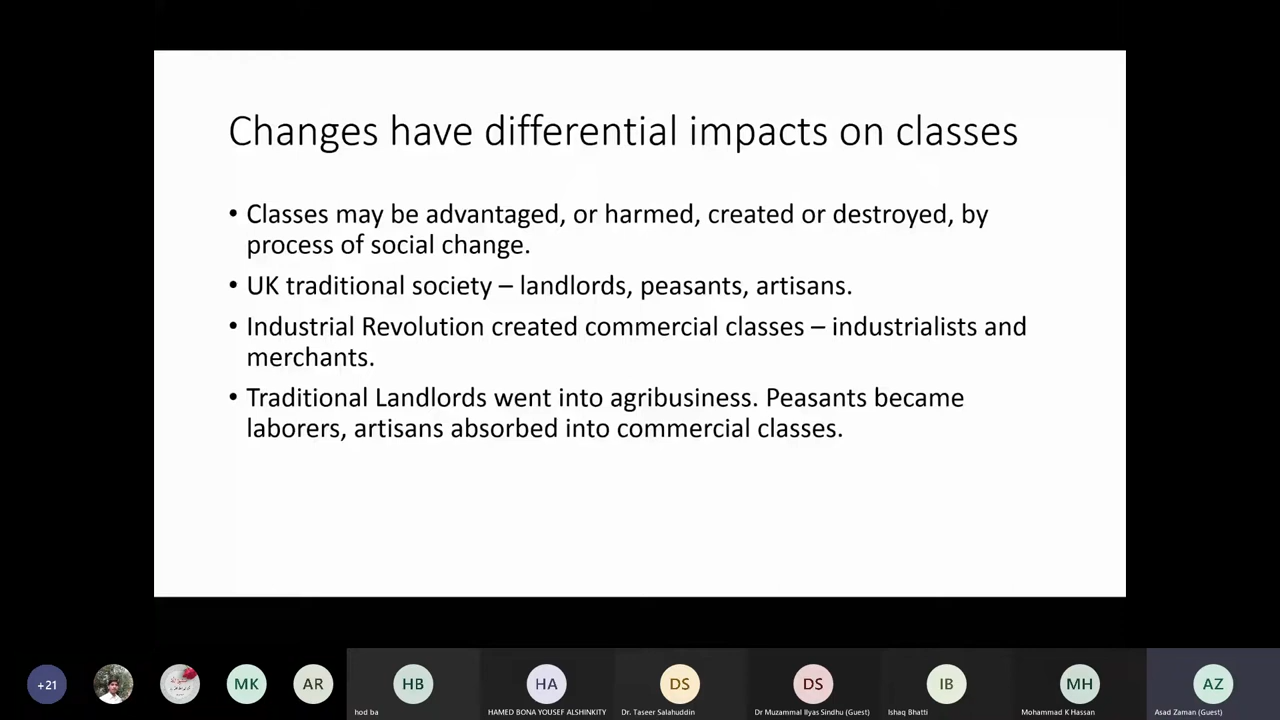 Changes have differential impacts on classes
• Classes may be advantaged, or harmed, created or destroyed, by
process of social change.
• UK traditional society – landlords, peasants, artisans.
• Industrial Revolution created commercial classes – industrialists and
merchants.
• Traditional Landlords went into agribusiness. Peasants became
laborers, artisans absorbed into commercial classes.
+21
MK
AR
HB
HA
DS
DS
IB
MH
AZ
hod ba
HAMED BONA YOUSEF ALSHINKITY
Dr. Taseer Salahuddin
Dr Muzammal Ilyas Sindhu (Guest)
Ishaq Bhatti
Mohammad K Hassan
Asad Zaman (Guest)